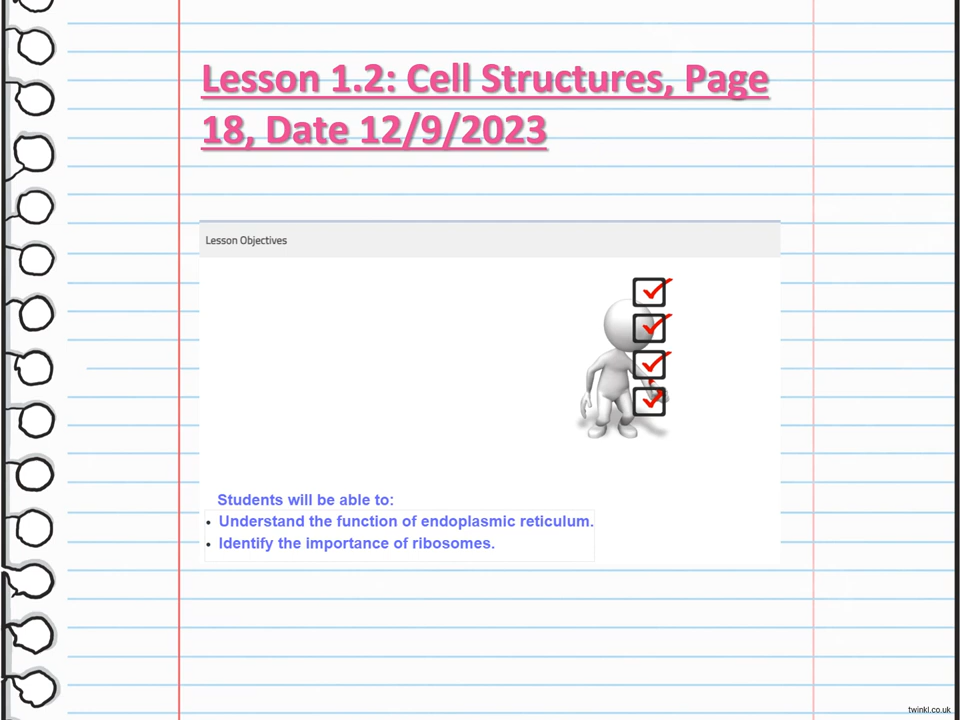 Lesson 1.2: Cell Structures, Page
18, Date 12/9/2023
Lesson Objectives
Students will be able to:
• Understand the function of endoplasmic reticulum.
• Identify the importance of ribosomes.
twinkl.co.uk